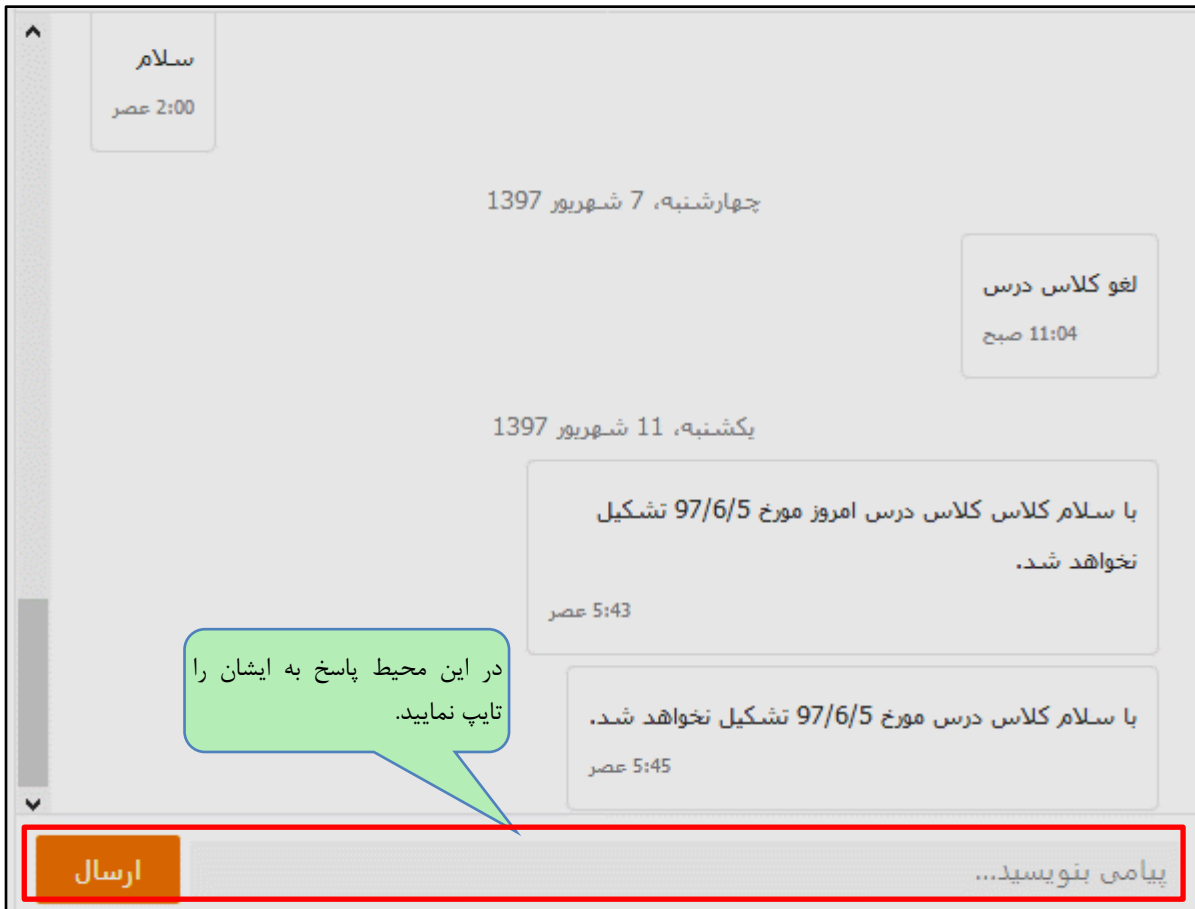 سلام
2:00 عصر
چهارشنبه، 7 شهریور 1397
لغو کلاس درس
11:04 صبح
یکشنبه، 11 شهریور 1397
با سلام کلاس کلاس درس امروز مورخ 97/6/5 تشکیل
نخواهد شد.
5:43 عصر
در این محیط پاسخ به ایشان را
تایپ نمایید.
با سلام کلاس درس مورخ 97/6/5 تشکیل نخواهد شد.
5:45 عصر
پیامی بنویسید...
ارسال